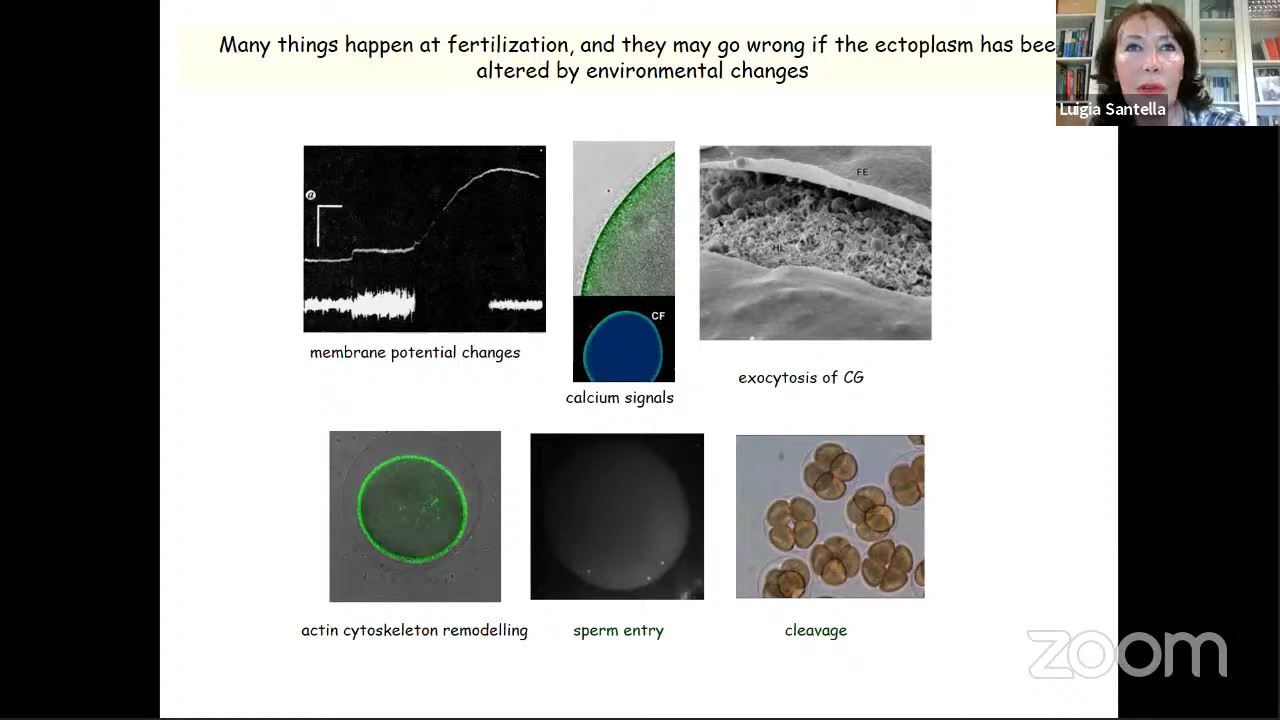 Many things happen at fertilization, and they may go wrong if the ectoplasm has bee
altered by environmental changes
Luigia Santella
a
FE
HL
CF
membrane potential changes
calcium signals
exocytosis of CG
actin cytoskeleton remodelling
sperm entry
cleavage
zoom